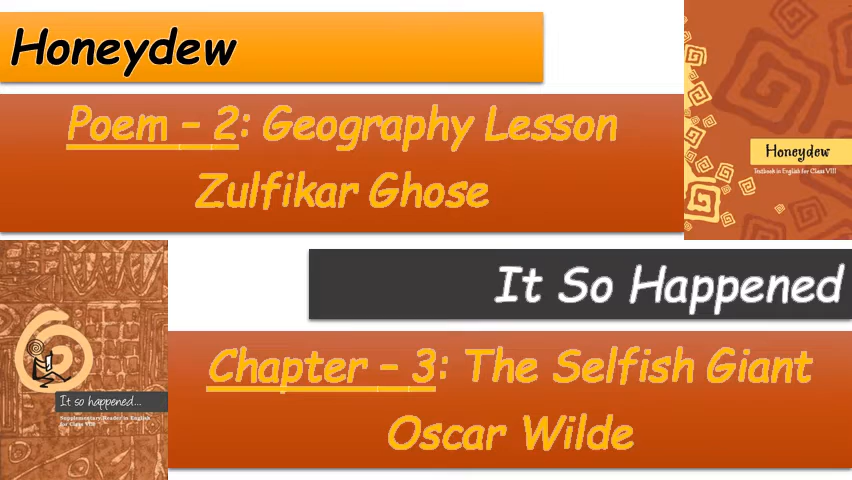 Honeydew
Poem – 2: Geography Lesson
Zulfikar Ghose
Honeydew
Textbook in English for Class VIII
It So Happened
Chapter – 3: The Selfish Giant
Oscar Wilde
It so happened...
Supplementary Reader in English
for Class VIII